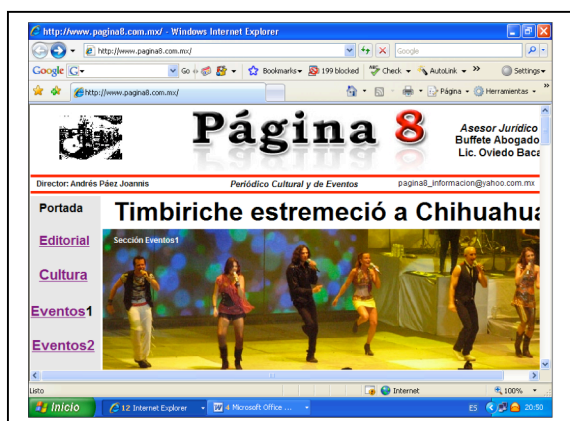 http://www.pagina8.com.mx/ - Windows Internet Explorer
http://www.pagina8.com.mx/
Google
Google G Go Bookmarks 199 blocked Check AutoLink » Settings
http://www.pagina8.com.mx/ Página Herramientas »
Página 8
Asesor Jurídico
Buffete Abogado
Lic. Oviedo Baca
Director: Andrés Páez Joannis Periódico Cultural y de Eventos pagina8_informacion@yahoo.com.mx
Portada
Timbiriche estremeció a Chihuahua
Sección Eventos1
Editorial
Cultura
Eventos1
Eventos2
Listo Internet 100%
Inicio 12 Internet Explorer 4 Microsoft Office ... ES 20:50